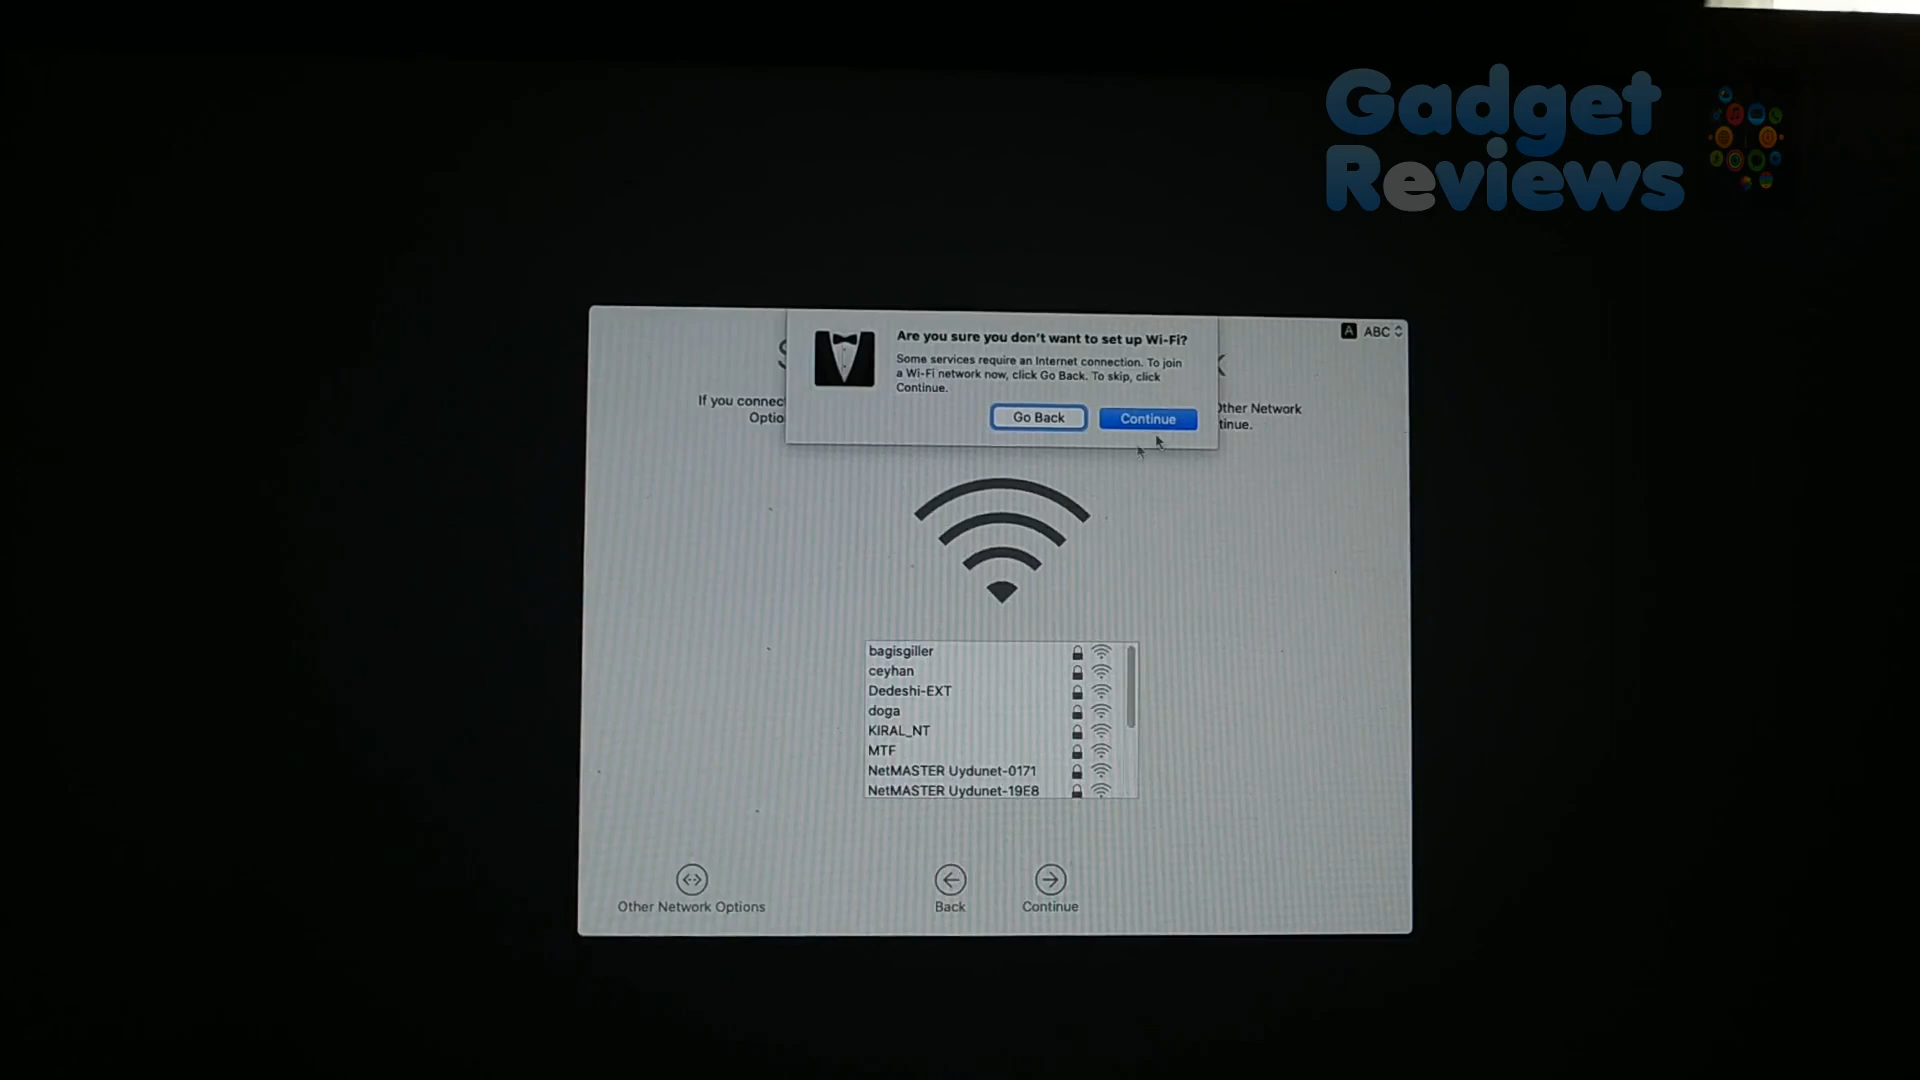 Gadget
Reviews
A ABC
Are you sure you don't want to set up Wi-Fi?
Some services require an Internet connection. To join
a Wi-Fi network now, click Go Back. To skip, click
Continue.
Go Back
Continue
If you connec
Other Network
Optio
tinue.
bagisgiller
ceyhan
Dedeshi-EXT
doga
KIRAL_NT
MTF
NetMASTER Uydunet-0171
NetMASTER Uydunet-19E8
Other Network Options
Back
Continue